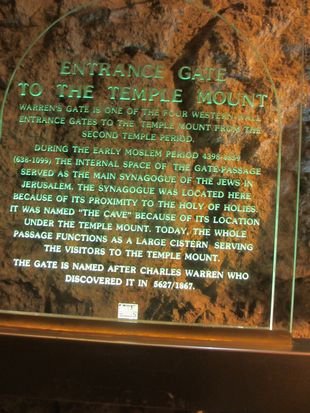 ENTRANCE GATE
TO THE TEMPLE MOUNT
WARREN'S GATE IS ONE OF THE FOUR WESTERN WALL
ENTRANCE GATES TO THE TEMPLE MOUNT FROM THE
SECOND TEMPLE PERIOD.
DURING THE EARLY MOSLEM PERIOD 4398-4859
(638-1099) THE INTERNAL SPACE OF THE GATE-PASSAGE
SERVED AS THE MAIN SYNAGOGUE OF THE JEWS IN
JERUSALEM, THE SYNAGOGUE WAS LOCATED HERE
BECAUSE OF ITS PROXIMITY TO THE HOLY OF HOLIES.
IT WAS NAMED "THE CAVE" BECAUSE OF ITS LOCATION
UNDER THE TEMPLE MOUNT. TODAY, THE WHOLE
PASSAGE FUNCTIONS AS A LARGE CISTERN SERVING
THE VISITORS TO THE TEMPLE MOUNT.
THE GATE IS NAMED AFTER CHARLES WARREN WHO
DISCOVERED IT IN 5627/1867.